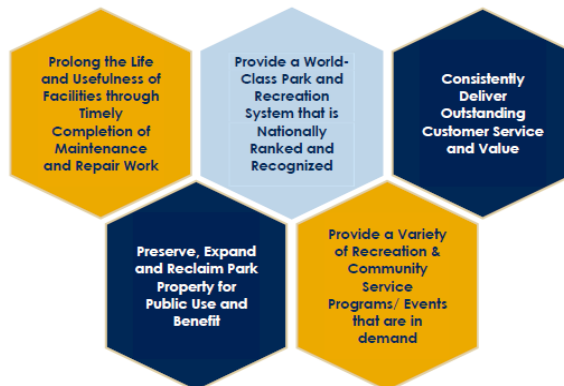 Prolong the Life
and Usefulness of
Facilities through
Timely
Completion of
Maintenance
and Repair Work
Provide a World-
Class Park and
Recreation
System that is
Nationally
Ranked and
Recognized
Consistently
Deliver
Outstanding
Customer Service
and Value
Preserve, Expand
and Reclaim Park
Property for
Public Use and
Benefit
Provide a Variety
of Recreation &
Community
Service
Programs/ Events
that are in
demand